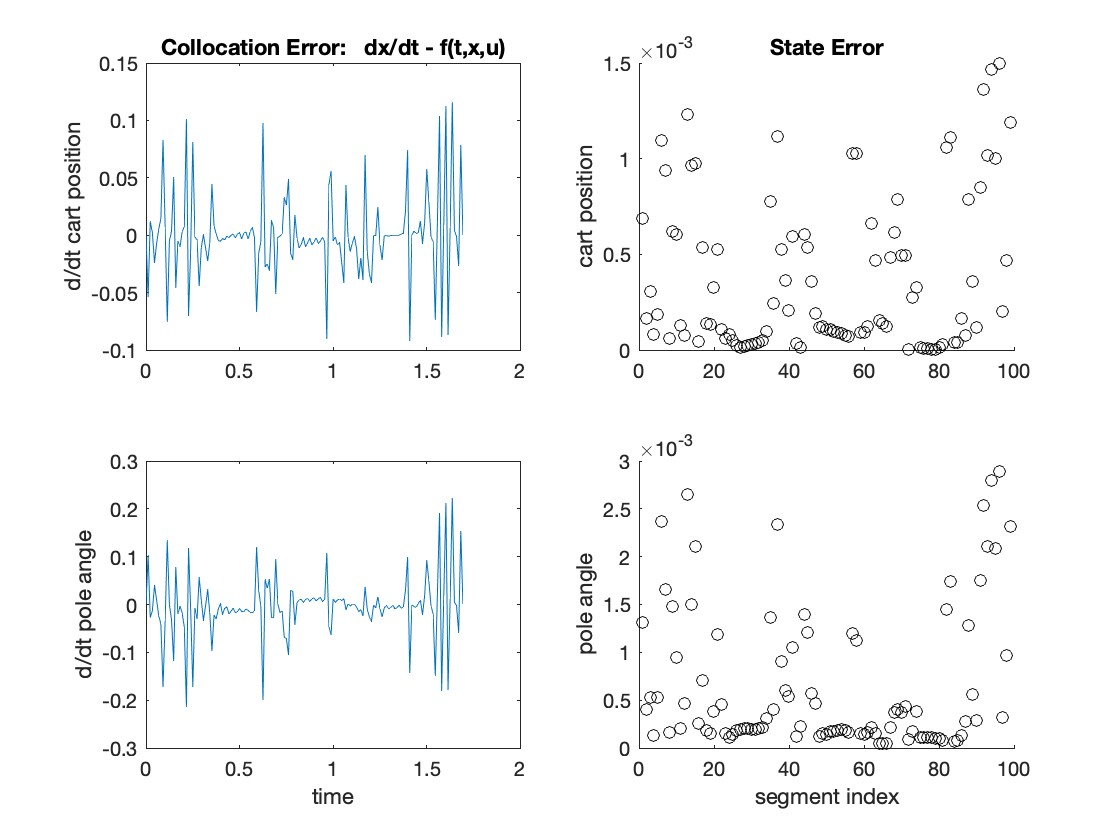 Collocation Error: dx/dt - f(t,x,u)
d/dt cart position
0.15
0.1
0.05
0
-0.05
-0.1
0 0.5 1 1.5 2
State Error
×10-3
cart position
1.5
1
0.5
0
0 20 40 60 80 100
d/dt pole angle
0.3
0.2
0.1
0
-0.1
-0.2
-0.3
0 0.5 1 1.5 2
time
×10-3
pole angle
3
2.5
2
1.5
1
0.5
0
0 20 40 60 80 100
segment index